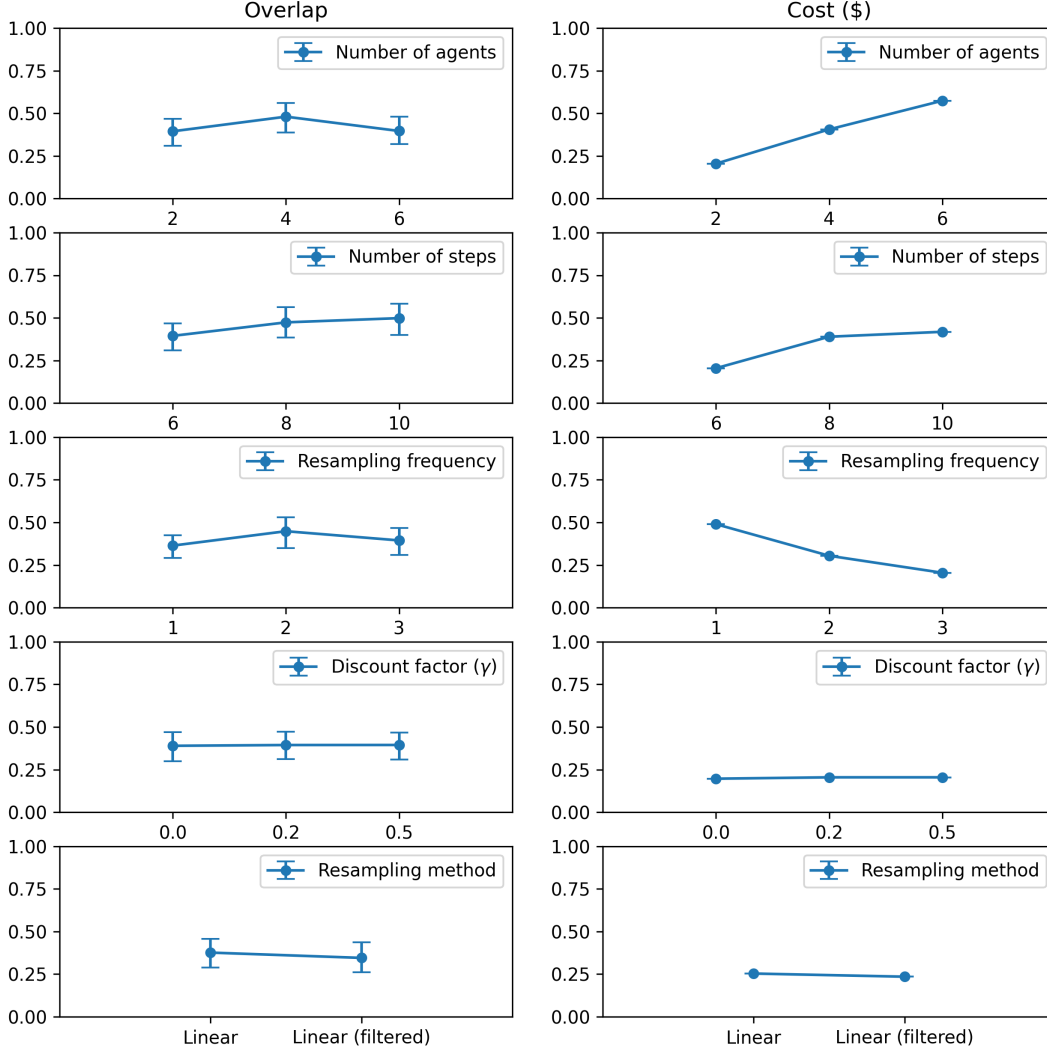 Overlap
Cost ($)
1.00
0.75
0.50
0.25
0.00
Number of agents
2 4 6
1.00
0.75
0.50
0.25
0.00
Number of agents
2 4 6
1.00
0.75
0.50
0.25
0.00
Number of steps
6 8 10
1.00
0.75
0.50
0.25
0.00
Number of steps
6 8 10
1.00
0.75
0.50
0.25
0.00
Resampling frequency
1 2 3
1.00
0.75
0.50
0.25
0.00
Resampling frequency
1 2 3
1.00
0.75
0.50
0.25
0.00
Discount factor (γ)
0.0 0.2 0.5
1.00
0.75
0.50
0.25
0.00
Discount factor (γ)
0.0 0.2 0.5
1.00
0.75
0.50
0.25
0.00
Resampling method
Linear Linear (filtered)
1.00
0.75
0.50
0.25
0.00
Resampling method
Linear Linear (filtered)